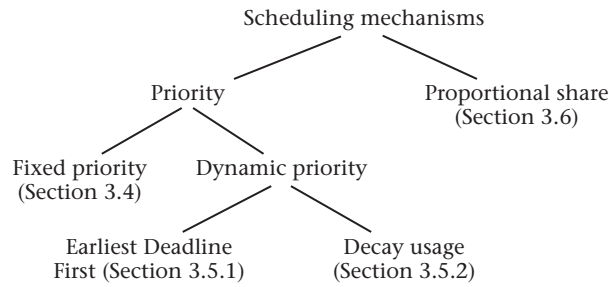 Scheduling mechanisms
Priority
Proportional share
(Section 3.6)
Fixed priority
(Section 3.4)
Dynamic priority
Earliest Deadline
First (Section 3.5.1)
Decay usage
(Section 3.5.2)